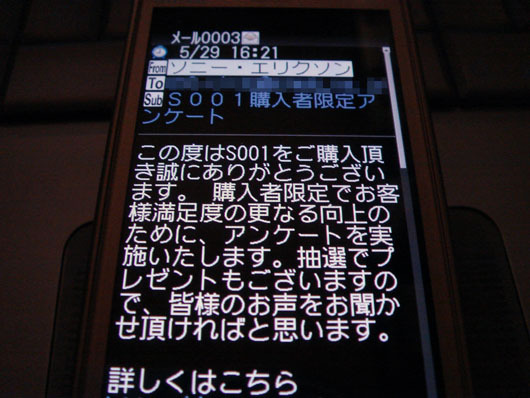 メール0003
5/29 16:21
From ソニー・エリクソン
To
Sub S001購入者限定ア
ンケート
この度はS001をご購入頂
き誠にありがとうござい
ます。 購入者限定でお客
様満足度の更なる向上の
ために、アンケートを実
施いたします。抽選でプ
レゼントもございますの
で、皆様のお声をお聞か
せ頂ければと思います。
詳しくはこちら